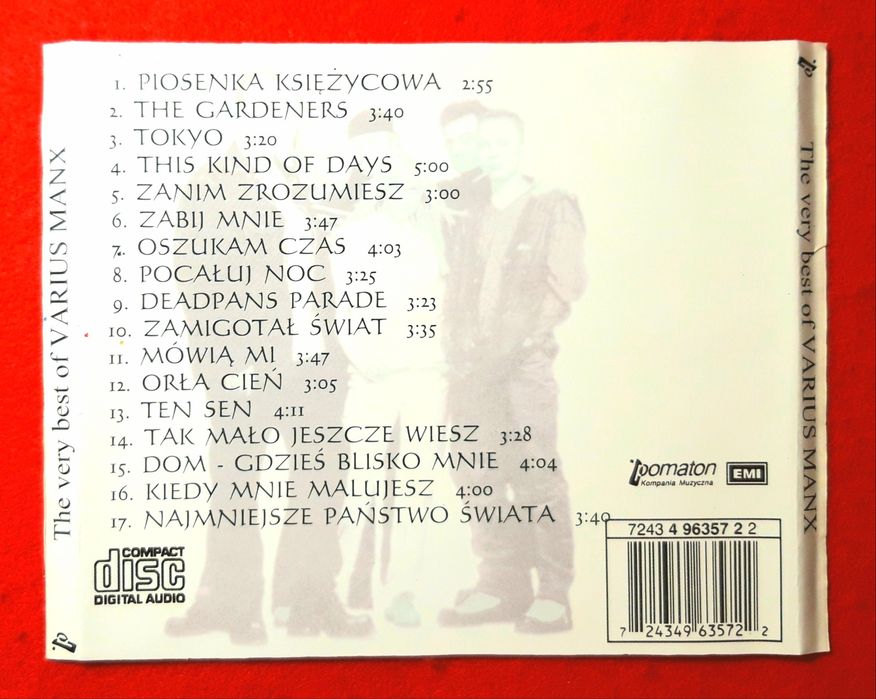 1. PIOSENKA KSIĘŻYCOWA 2:55
2. THE GARDENERS 3:40
3. TOKYO 3:20
4. THIS KIND OF DAYS 5:00
5. ZANIM ZROZUMIESZ 3:00
6. ZABIJ MNIE 3:47
7. OSZUKAM CZAS 4:03
8. POCAŁUJ NOC 3:25
9. DEADPANS PARADE 3:23
10. ZAMIGOTAŁ ŚWIAT 3:35
11. MÓWIĄ MI 3:47
12. ORŁA CIEŃ 3:05
13. TEN SEN 4:11
14. TAK MAŁO JESZCZE WIESZ 3:28
15. DOM - GDZIEŚ BLISKO MNIE 4:04
16. KIEDY MNIE MALUJESZ 4:00
17. NAJMNIEJSZE PAŃSTWO ŚWIATA 3:40
The very best of VARIUS MANX
The very best of VARIUS MANX
pomaton
Kompania Muzyczna
EMI
7243 4 96357 2 2
7 24349 63572 2
COMPACT
disc
DIGITAL AUDIO